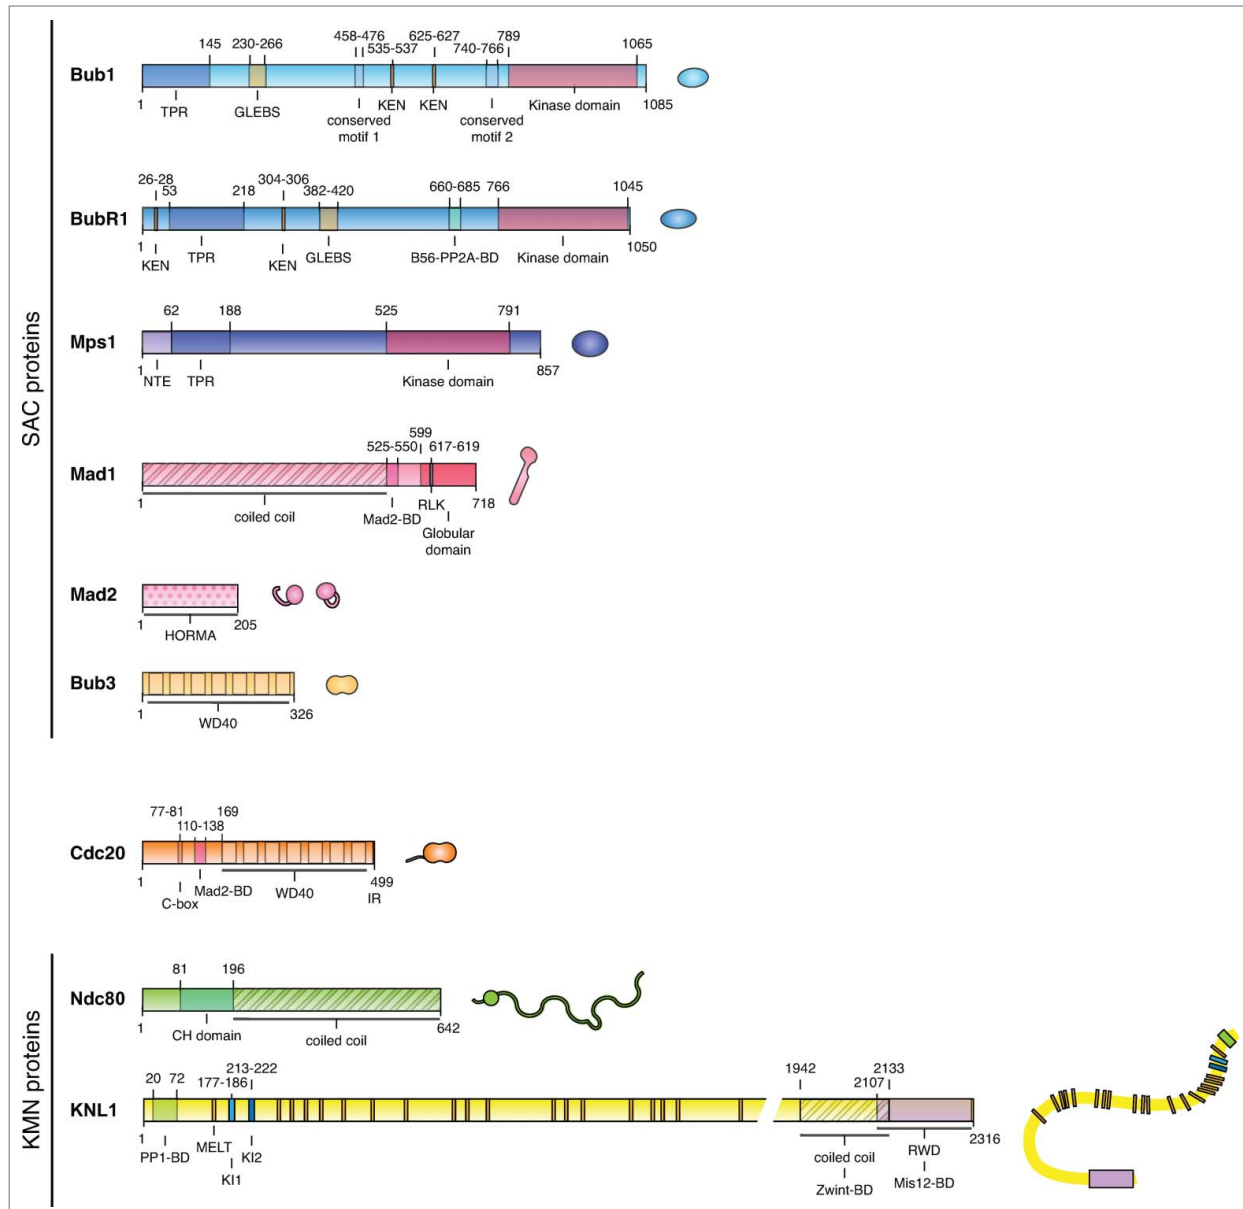 SAC proteins
458-476 625-627
145 230-266 535-537 740-766 789 1065
Bub1
1 TPR GLEBS KEN KEN Kinase domain 1085
conserved conserved
motif 1 motif 2
26-28 304-306
53 218 382-420 660-685 766 1045
BubR1
1 1050
KEN TPR KEN GLEBS B56-PP2A-BD Kinase domain
62 188 525 791
Mps1
1 857
NTE TPR Kinase domain
599
525-550 617-619
Mad1
1 RLK 718
coiled coil Mad2-BD
Globular
domain
Mad2
1 205
HORMA
Bub3
1 326
WD40
77-81 169
110-138
Cdc20
1 499
Mad2-BD WD40 IR
C-box
KMN proteins
81 196
Ndc80
1 642
CH domain coiled coil
213-222
20 72 177-186 1942 2133
2107
KNL1
1 2316
PP1-BD MELT KI2 coiled coil RWD
KI1 Zwint-BD Mis12-BD